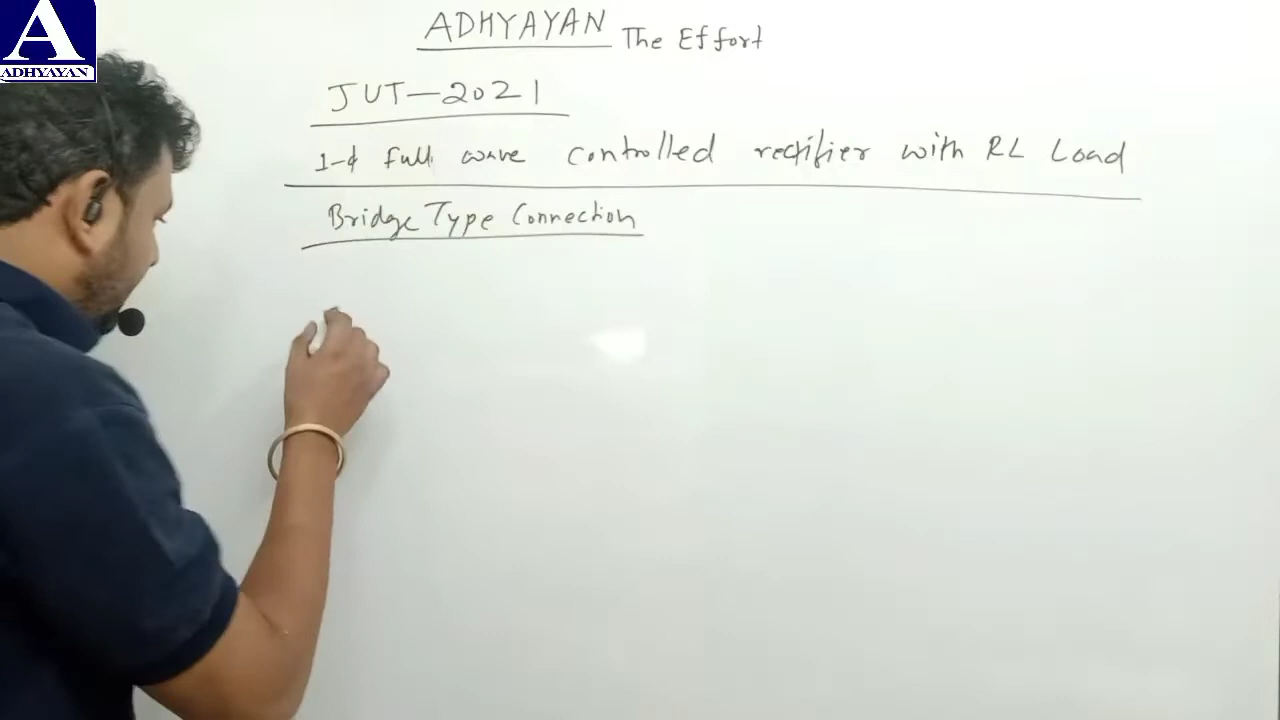 A
ADHYAYAN
ADHYAYAN The Effort
JUT-2021
1-ϕ full wave controlled rectifier with RL Load
Bridge Type Connection